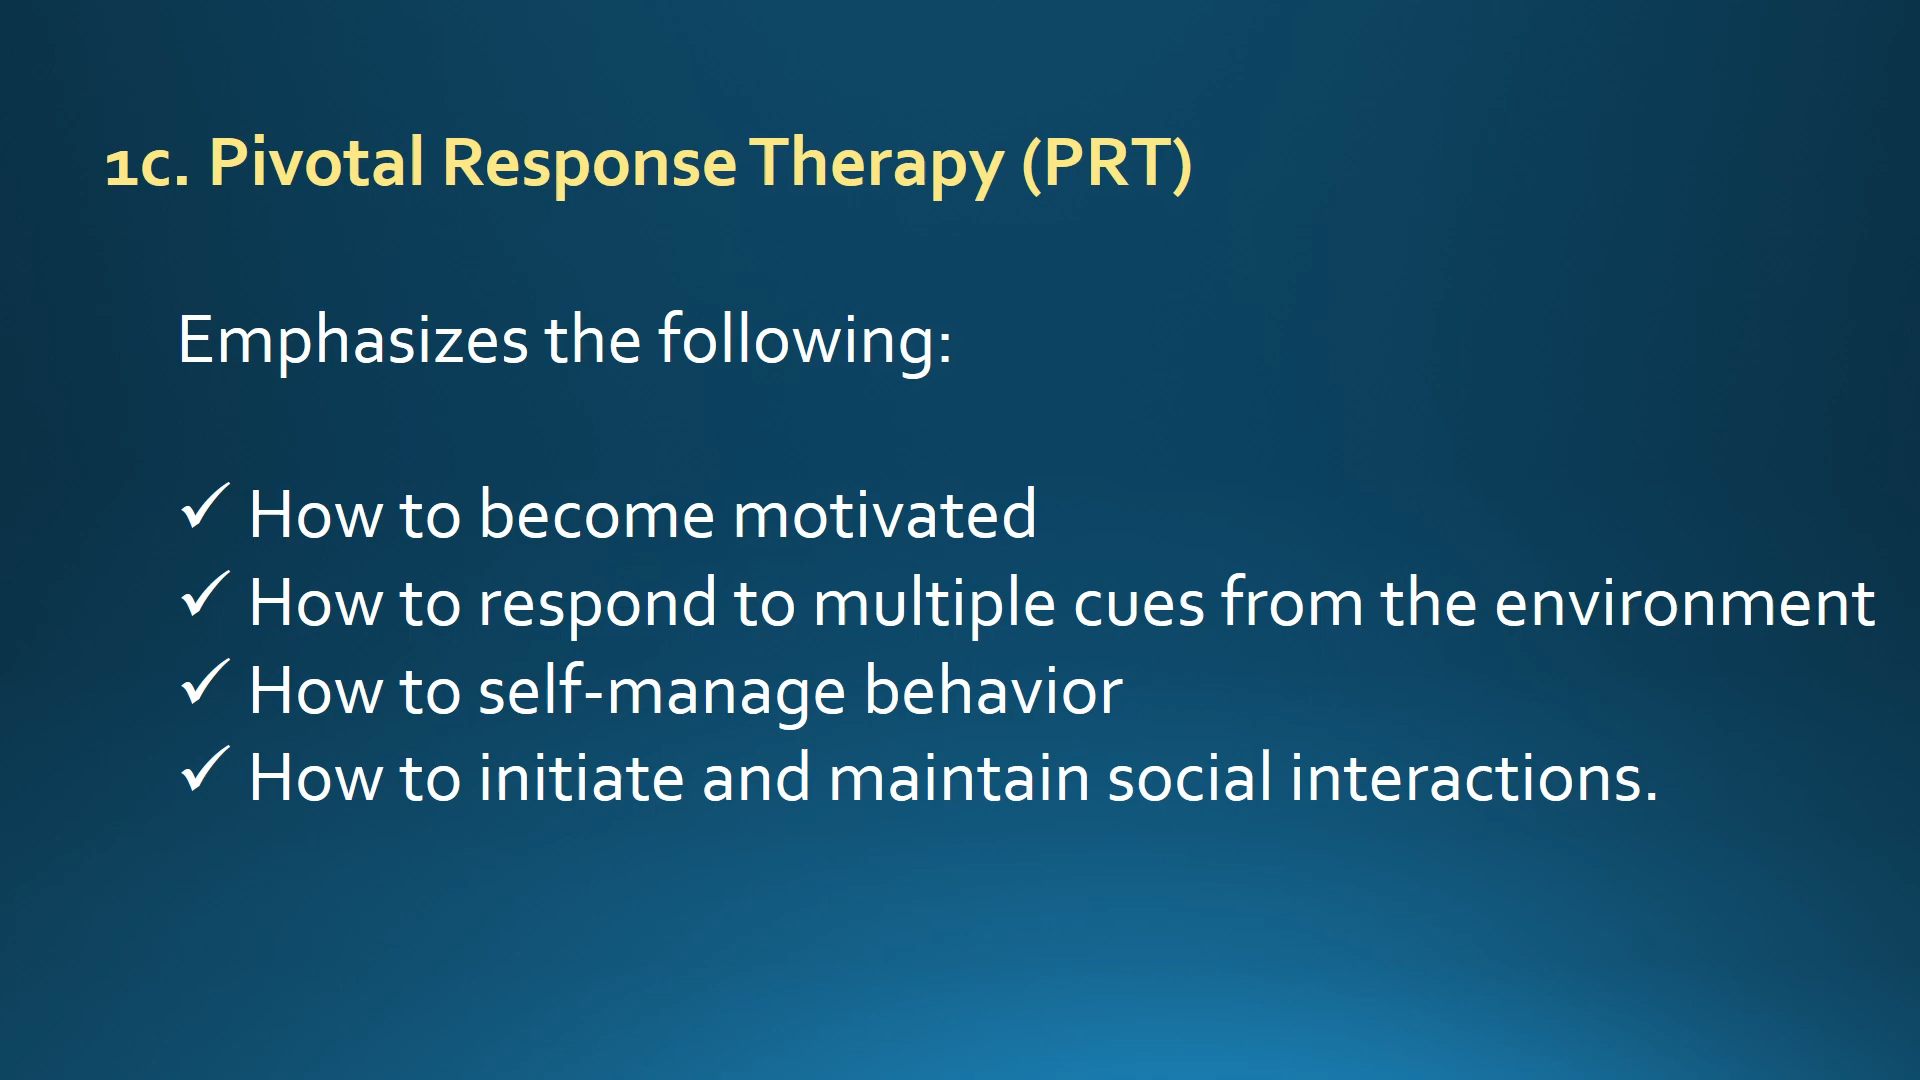 1c. Pivotal Response Therapy (PRT)
Emphasizes the following:
✓ How to become motivated
✓ How to respond to multiple cues from the environment
✓ How to self-manage behavior
✓ How to initiate and maintain social interactions.